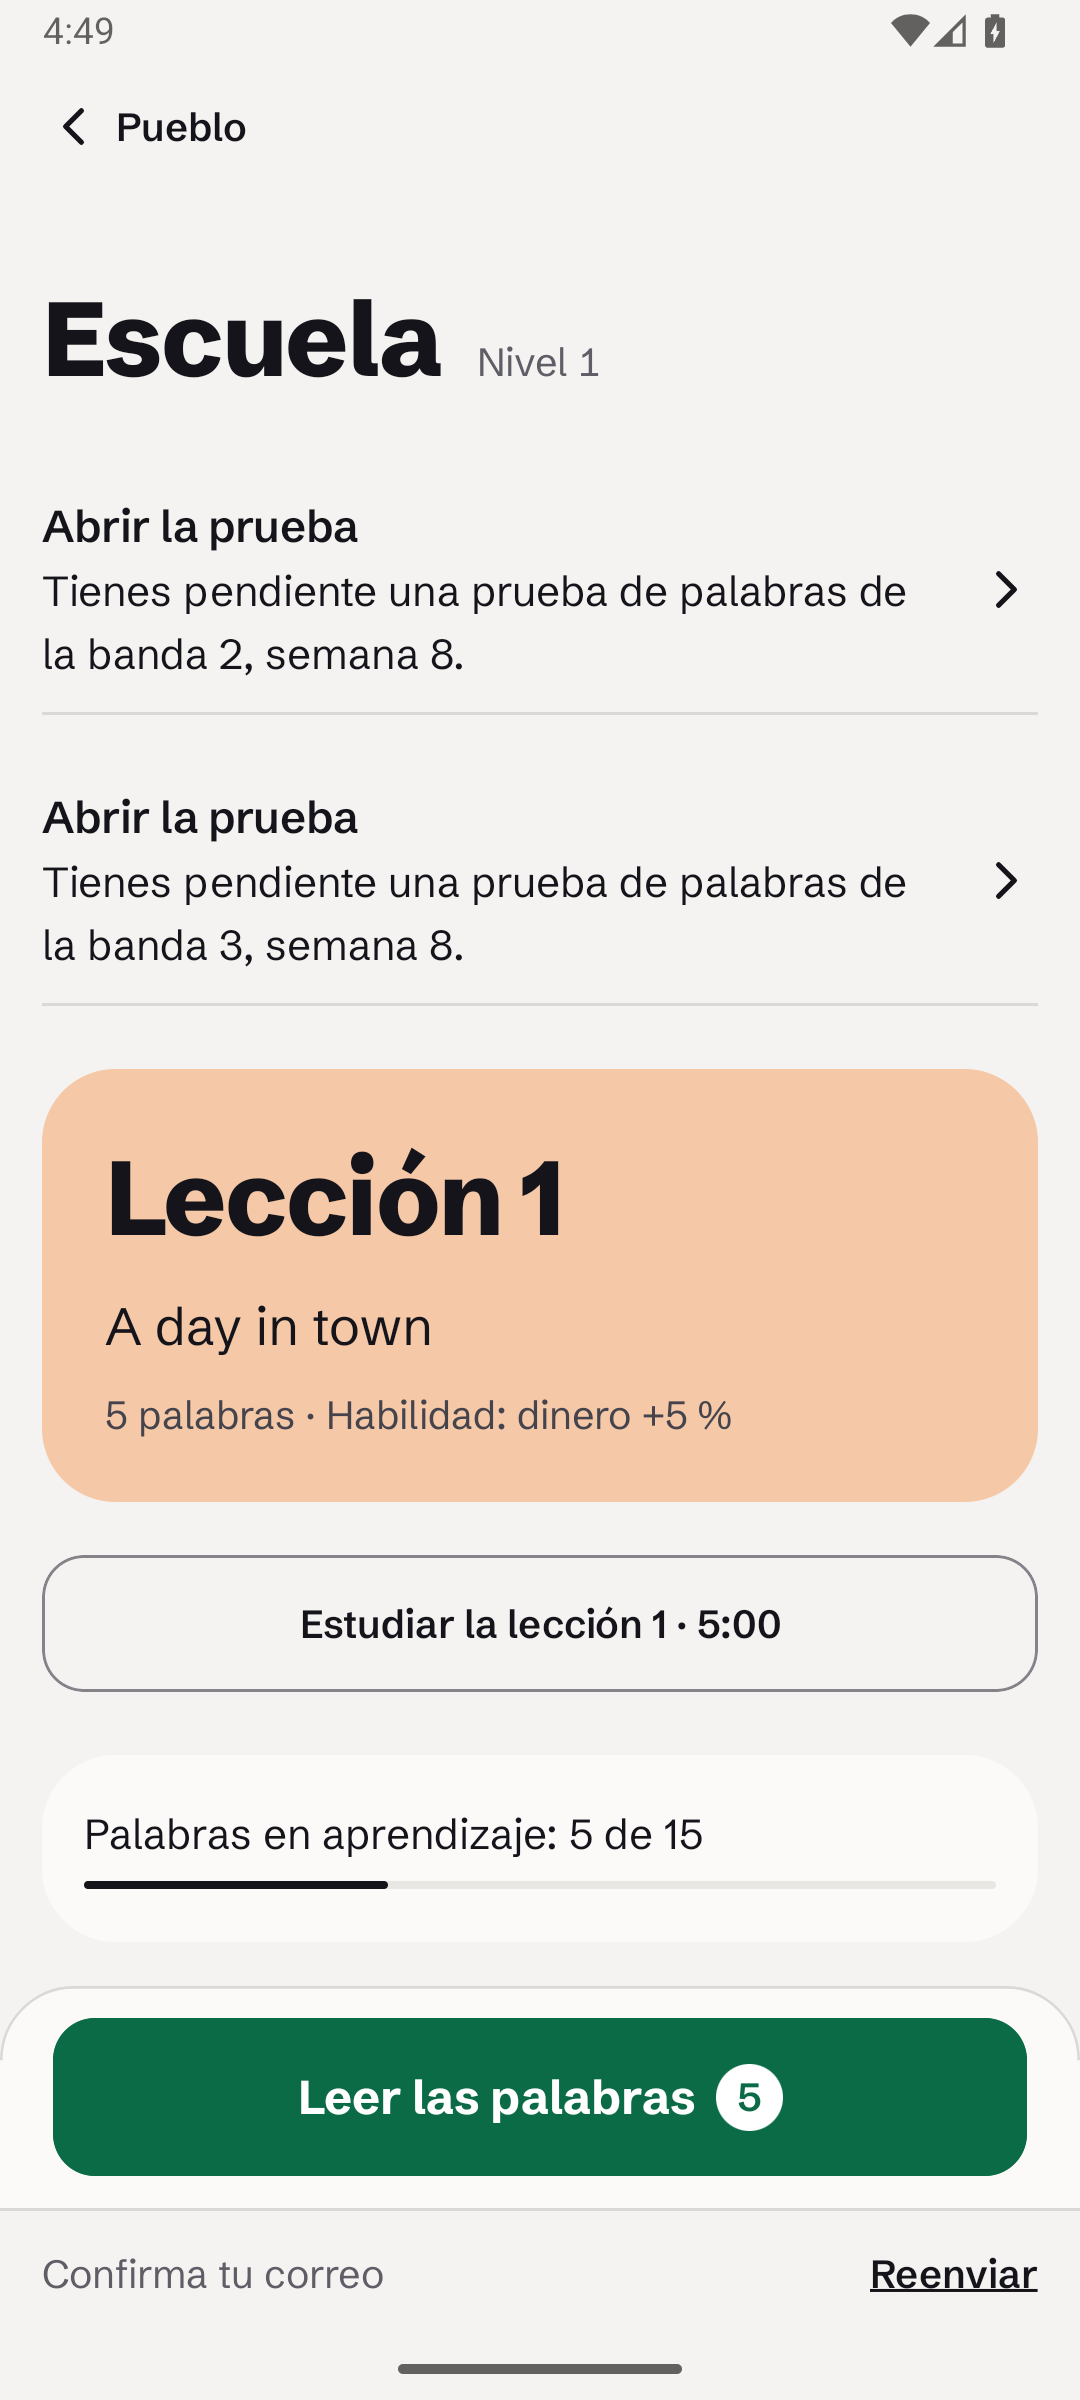 4:49
Pueblo
Escuela Nivel 1
Abrir la prueba
Tienes pendiente una prueba de palabras de
la banda 2, semana 8.
Abrir la prueba
Tienes pendiente una prueba de palabras de
la banda 3, semana 8.
Lección 1
A day in town
5 palabras · Habilidad: dinero +5 %
Estudiar la lección 1 · 5:00
Palabras en aprendizaje: 5 de 15
Leer las palabras 5
Confirma tu correo Reenviar